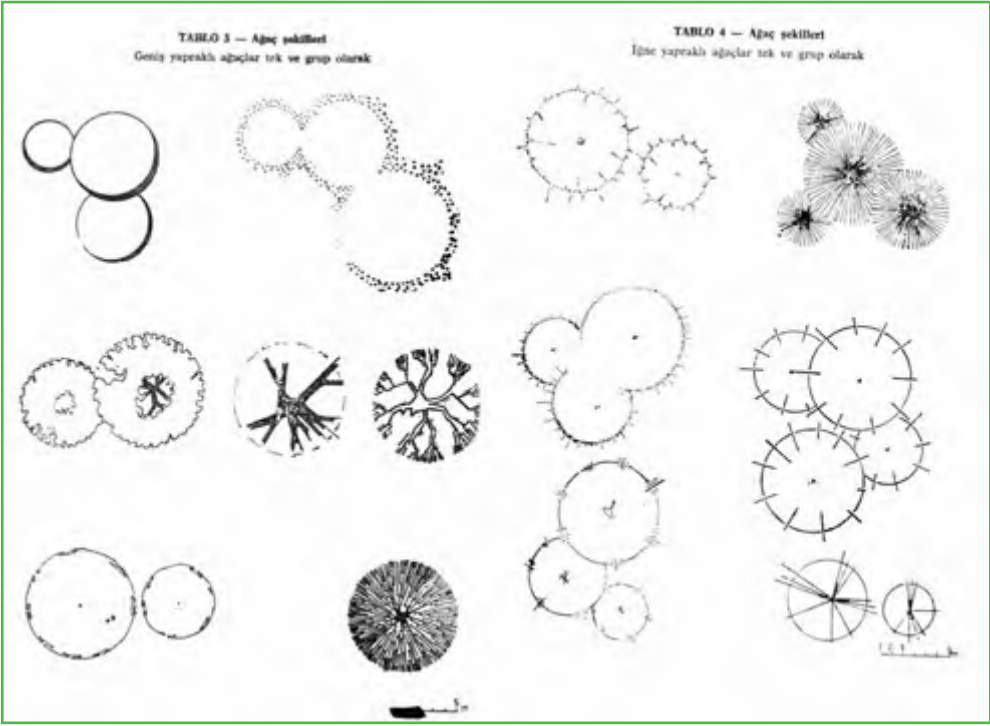 TABLO 3 — Ağaç şekilleri
Geniş yapraklı ağaçlar tek ve grup olarak
TABLO 4 — Ağaç şekilleri
İğne yapraklı ağaçlar tek ve grup olarak
5 m